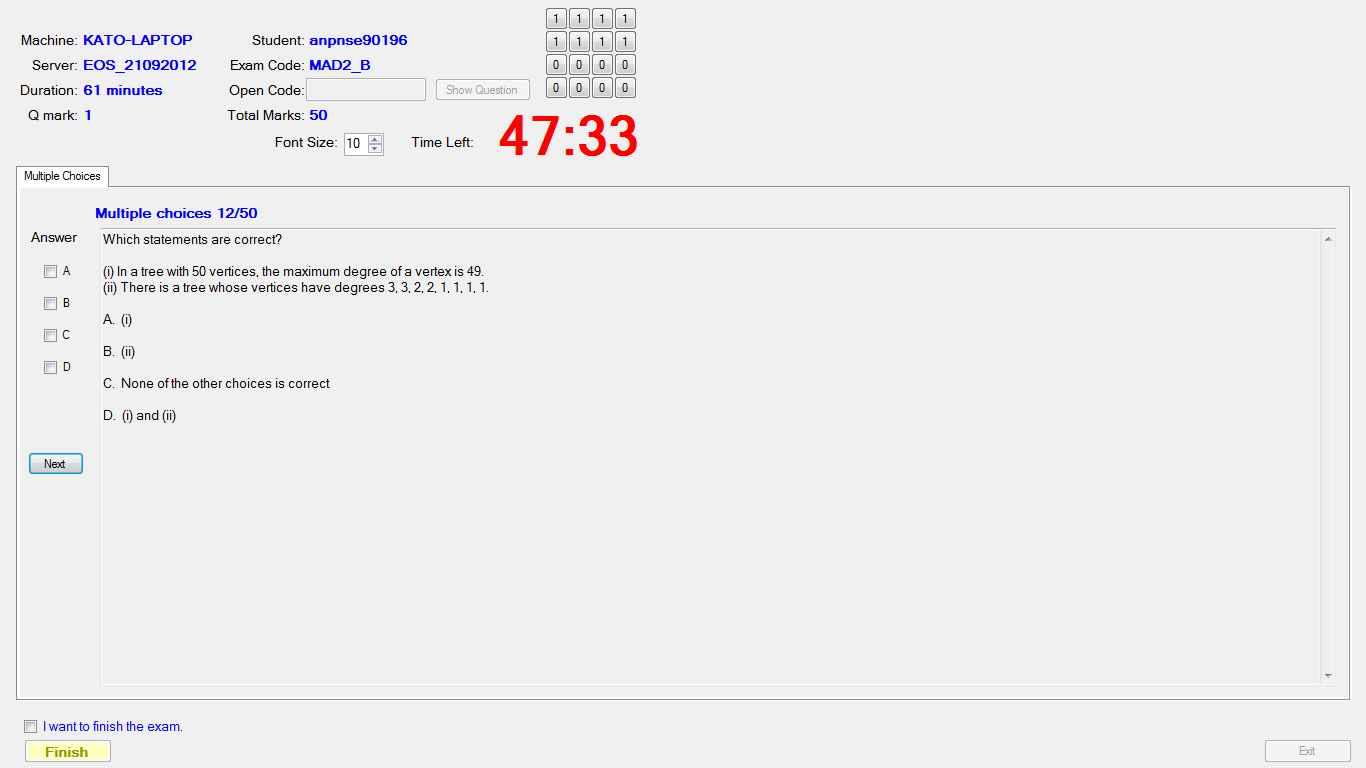 Machine: KATO-LAPTOP Student: anpnse90196
Server: EOS_21092012 Exam Code: MAD2_B
Duration: 61 minutes Open Code: Show Question
Q mark: 1 Total Marks: 50
1 1 1 1
1 1 1 1
0 0 0 0
0 0 0 0
Font Size: 10 Time Left: 47:33
Multiple Choices
Multiple choices 12/50
Answer
A
B
C
D
Next
Which statements are correct?
(i) In a tree with 50 vertices, the maximum degree of a vertex is 49.
(ii) There is a tree whose vertices have degrees 3, 3, 2, 2, 1, 1, 1, 1.
A. (i)
B. (ii)
C. None of the other choices is correct
D. (i) and (ii)
I want to finish the exam.
Finish
Exit